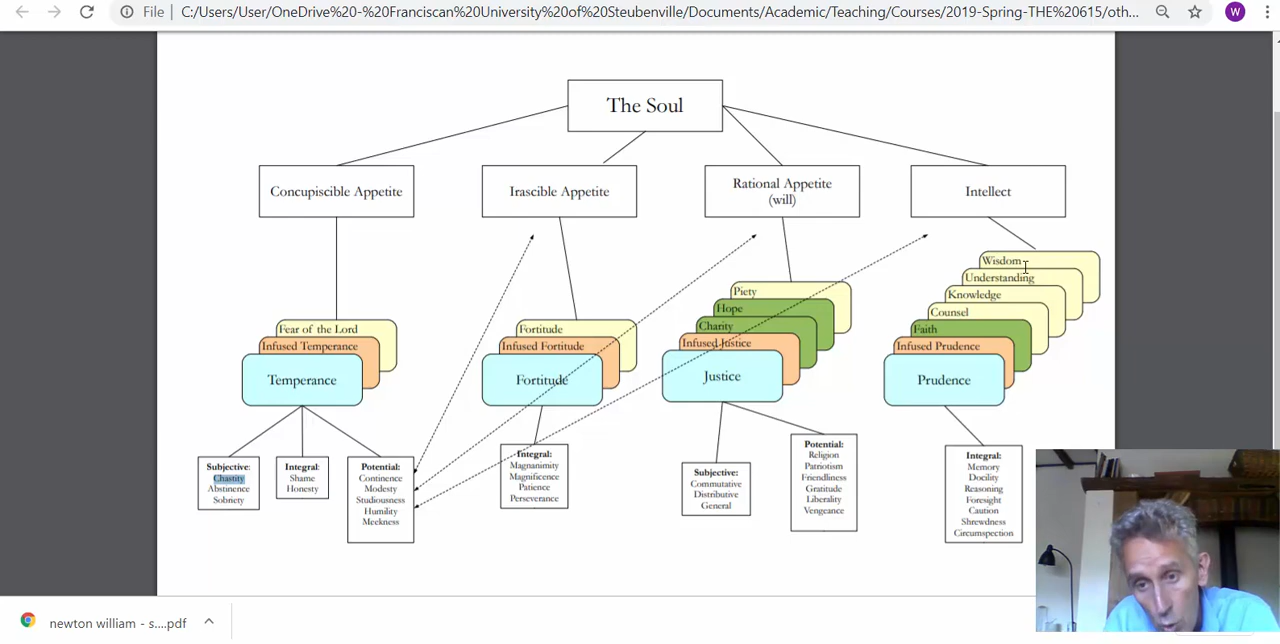 File
C:/Users/User/OneDrive%20-%20Franciscan%20University%20of%20Steubenville/Documents/Academic/Teaching/Courses/2019-Spring-THE%20615/oth...
W
The Soul
Concupiscible Appetite
Irascible Appetite
Rational Appetite
(will)
Intellect
Wisdom
Understanding
Knowledge
Counsel
Faith
Infused Prudence
Prudence
Piety
Hope
Charity
Infused Justice
Justice
Fortitude
Infused Fortitude
Fortitude
Fear of the Lord
Infused Temperance
Temperance
Subjective:
Chastity
Abstinence
Sobriety
Integral:
Shame
Honesty
Potential:
Continence
Modesty
Studiousness
Humility
Meekness
Integral:
Magnanimity
Magnificence
Patience
Perseverance
Subjective:
Commutative
Distributive
General
Potential:
Religion
Patriotism
Friendliness
Gratitude
Liberality
Vengeance
Integral:
Memory
Docility
Reasoning
Foresight
Caution
Shrewdness
Circumspection
newton william - s....pdf